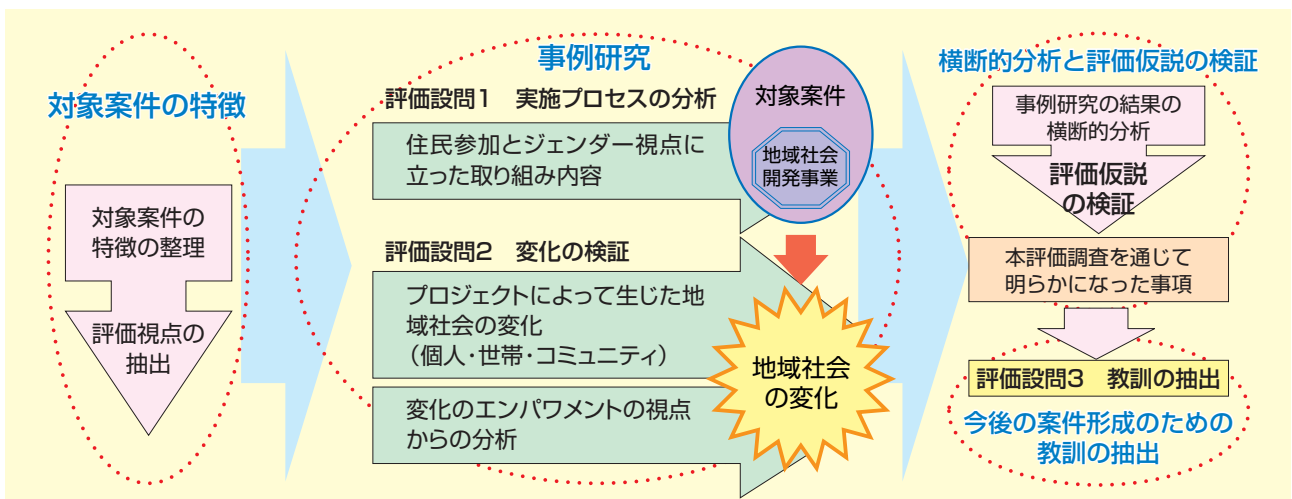 対象案件の特徴
対象案件の
特徴の整理
評価視点の
抽出
事例研究
評価設問1　実施プロセスの分析
住民参加とジェンダー視点に
立った取り組み内容
対象案件
地域社会
開発事業
評価設問2　変化の検証
プロジェクトによって生じた地
域社会の変化
（個人・世帯・コミュニティ）
変化のエンパワメントの視点
からの分析
地域社会
の変化
横断的分析と評価仮説の検証
事例研究の結果の
横断的分析
評価仮説
の検証
本評価調査を通じて
明らかになった事項
評価設問3　教訓の抽出
今後の案件形成のための
教訓の抽出